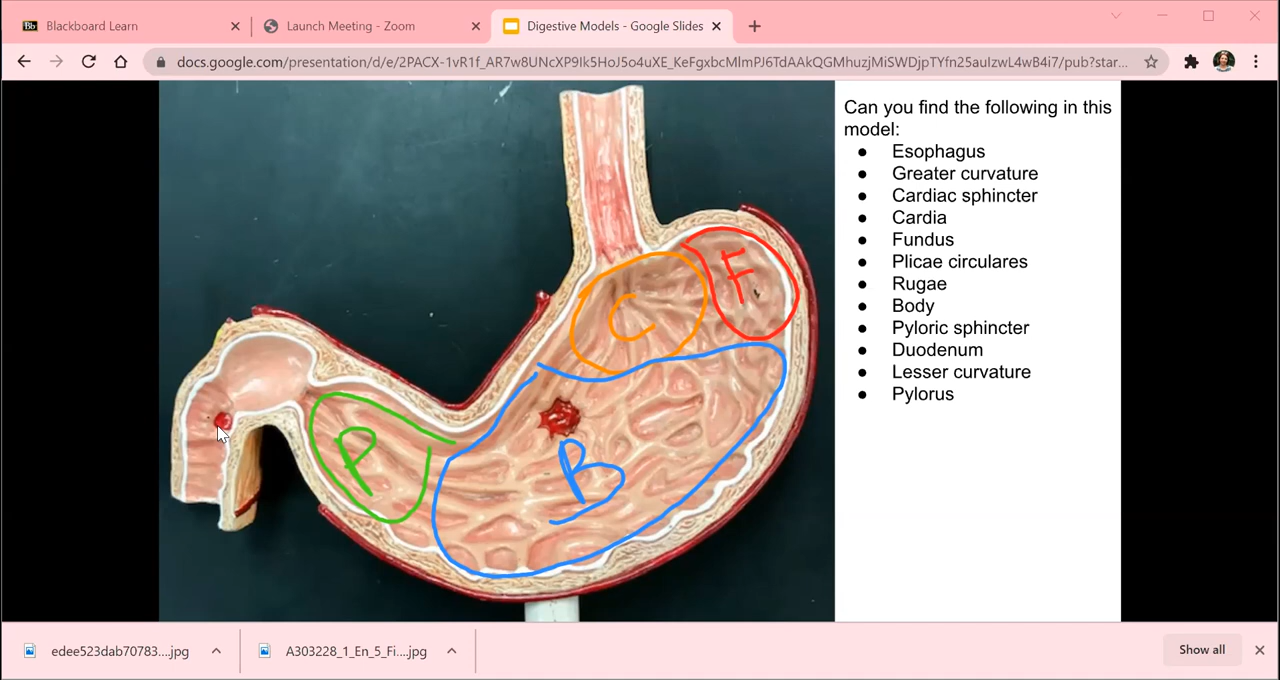 Blackboard Learn
Launch Meeting - Zoom
Digestive Models - Google Slides
docs.google.com/presentation/d/e/2PACX-1vR1f_AR7w8UNcXP9Ik5HoJ5o4uXE_KeFgxbcMlmPJ6TdAAkQGMhuzjMiSWDjpTYfn25auIzwL4wB4i7/pub?star...
Can you find the following in this
model:
● Esophagus
● Greater curvature
● Cardiac sphincter
● Cardia
● Fundus
● Plicae circulares
● Rugae
● Body
● Pyloric sphincter
● Duodenum
● Lesser curvature
● Pylorus
F
C
P
B
edee523dab70783....jpg
A303228_1_En_5_Fi....jpg
Show all